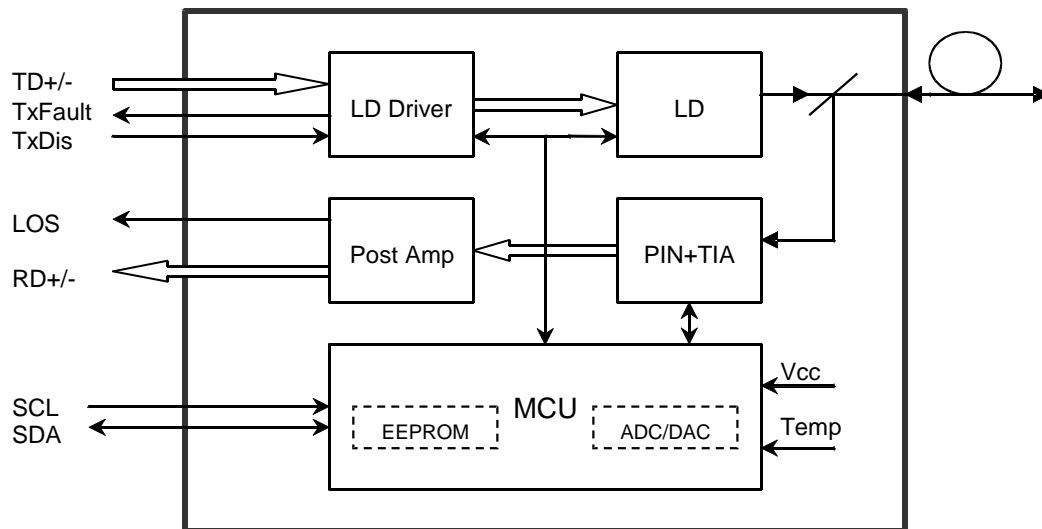 TD+/-
TxFault
TxDis
LD Driver
LD
LOS
RD+/-
Post Amp
PIN+TIA
SCL
SDA
MCU
EEPROM
ADC/DAC
Vcc
Temp